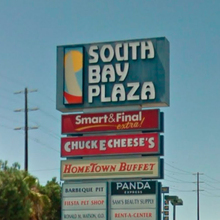 SOUTH
BAY
PLAZA
Smart&Final
extra!
CHUCK E CHEESE'S
HOMETOWN BUFFET
BARBEQUE PIT
PANDA
EXPRESS
FIESTA PET SHOP
SAM'S BEAUTY SUPPLY
RENT-A-CENTER